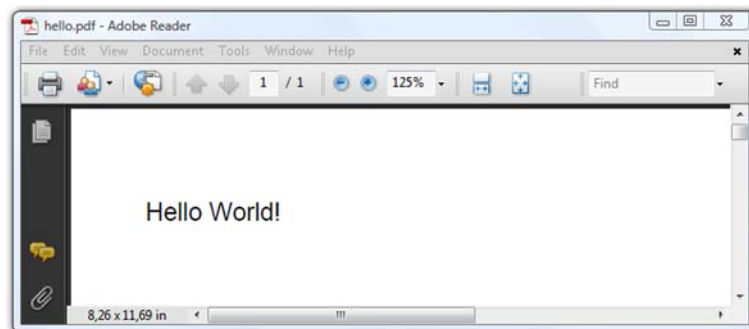 hello.pdf - Adobe Reader
File Edit View Document Tools Window Help
1 / 1 125% Find
Hello World!
8,26 x 11,69 in